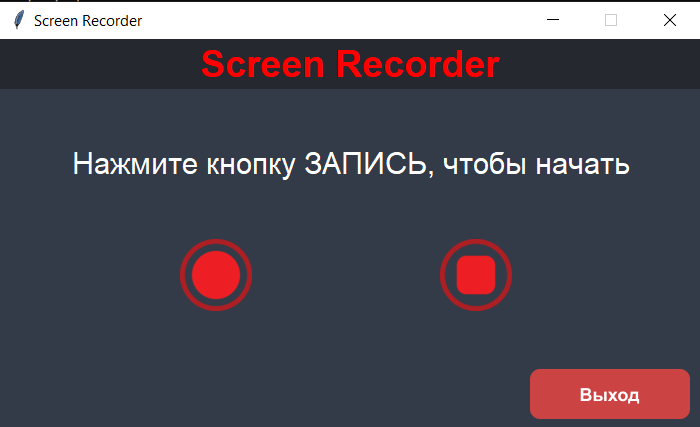 Screen Recorder
Screen Recorder
Нажмите кнопку ЗАПИСЬ, чтобы начать
Выход